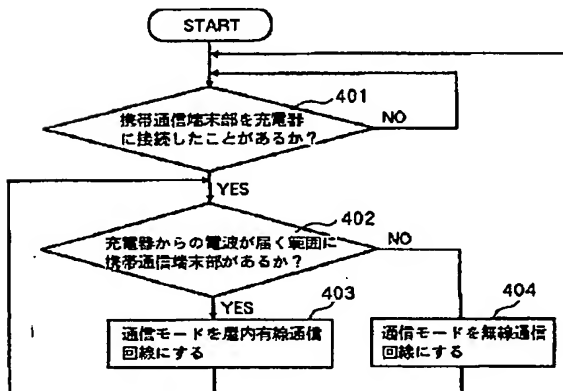 START
401
携帯通信端末部を充電器
に接続したことがあるか?
NO
YES
402
充電器からの電波が届く範囲に
携帯通信端末部があるか?
NO
YES
403
通信モードを屋内有線通信
回線にする
404
通信モードを無線通信
回線にする